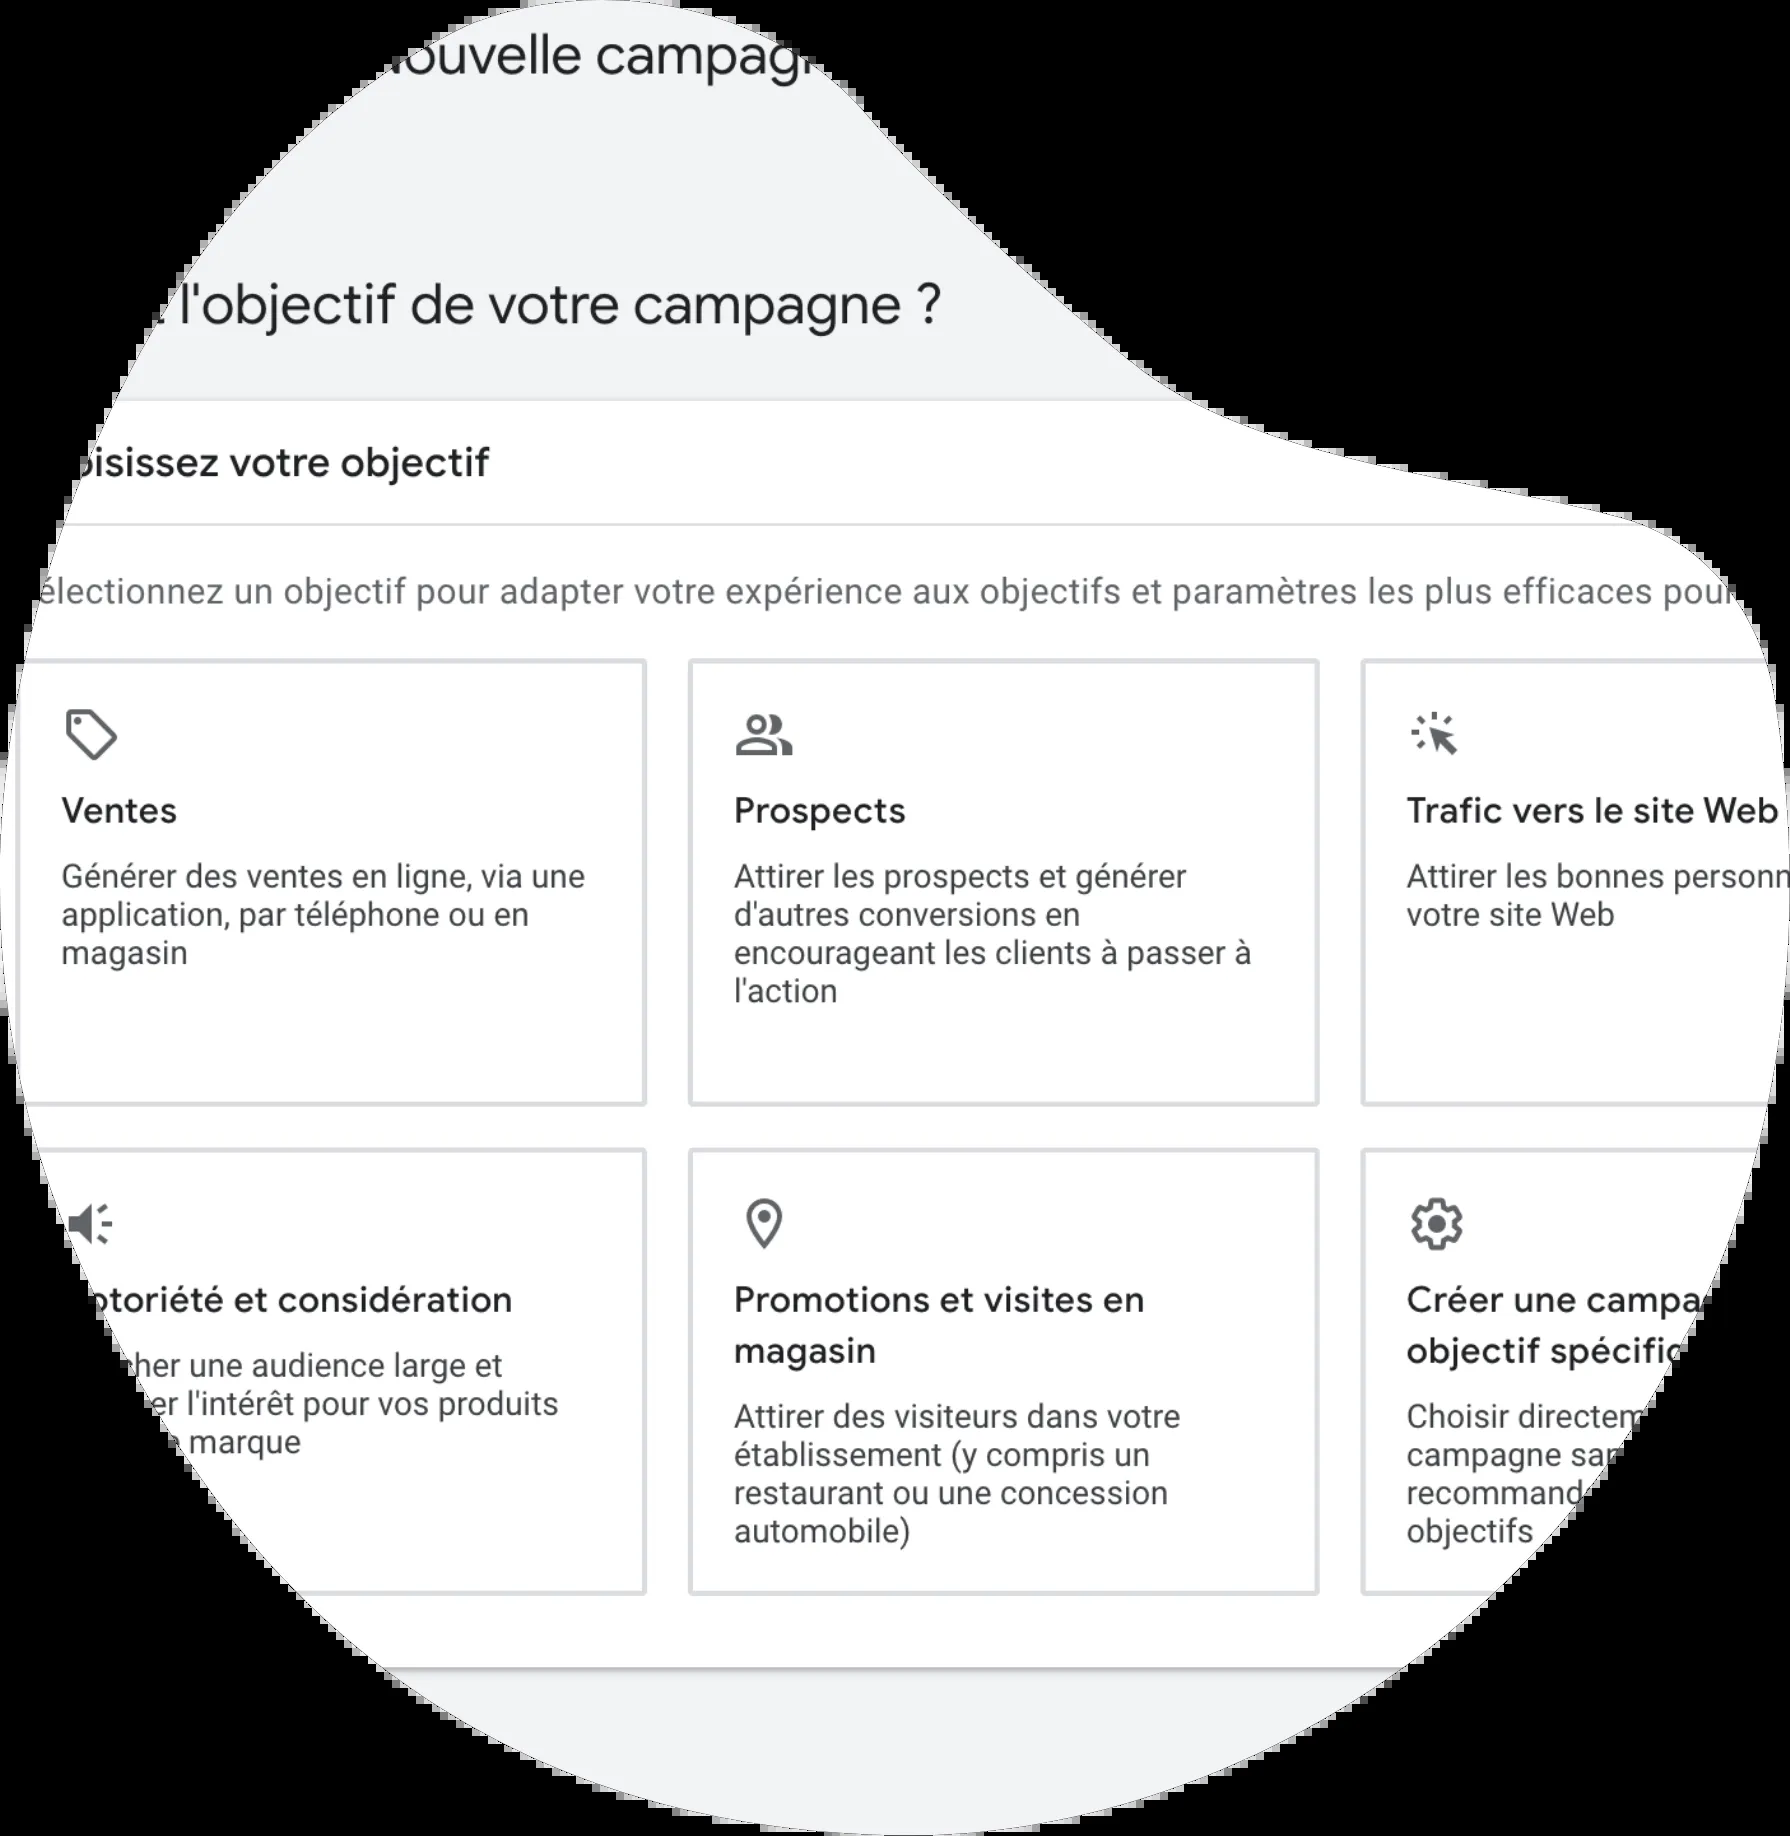 ouvelle campag
l'objectif de votre campagne ?
oisissez votre objectif
électionnez un objectif pour adapter votre expérience aux objectifs et paramètres les plus efficaces pour
Ventes
Générer des ventes en ligne, via une
application, par téléphone ou en
magasin
Prospects
Attirer les prospects et générer
d'autres conversions en
encourageant les clients à passer à
l'action
Trafic vers le site Web
Attirer les bonnes personn
votre site Web
otoriété et considération
cher une audience large et
er l'intérêt pour vos produits
marque
Promotions et visites en
magasin
Attirer des visiteurs dans votre
établissement (y compris un
restaurant ou une concession
automobile)
Créer une campa
objectif spécific
Choisir directem
campagne san
recommand
objectifs